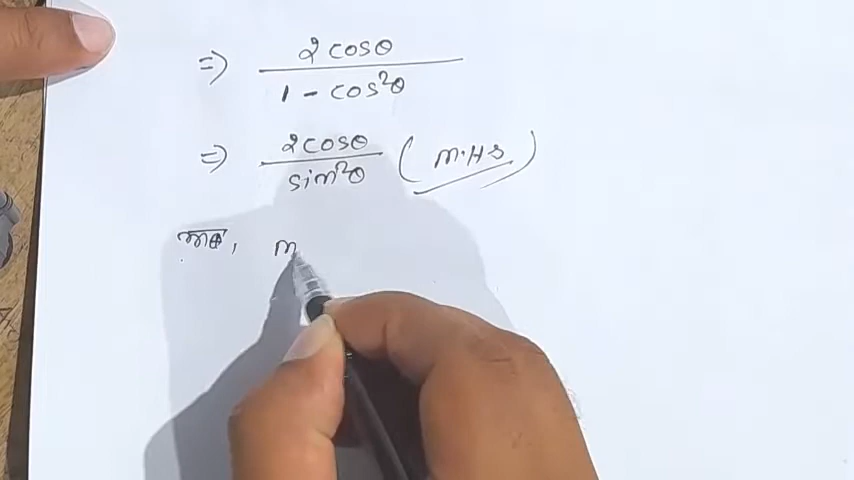 => 2cosθ / 1 - cos²θ
=> 2cosθ / sin²θ (M.H.S)
, m